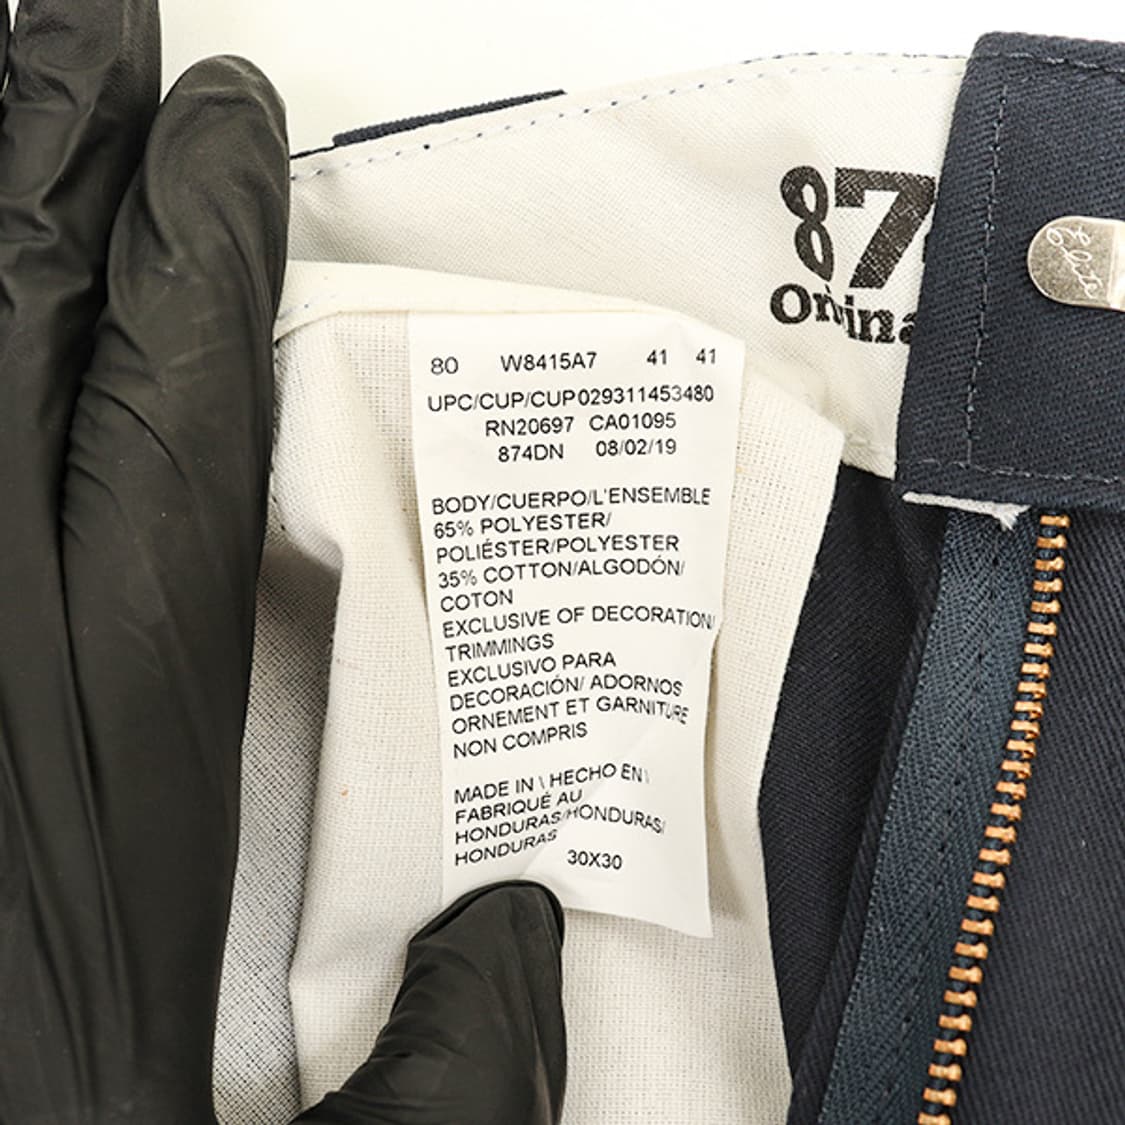 87
Origina
Elite
80 W8415A7 41 41
UPC/CUP/CUP029311453480
RN20697 CA01095
874DN 08/02/19
BODY/CUERPO/L'ENSEMBLE
65% POLYESTER/
POLIÉSTER/POLYESTER
35% COTTON/ALGODÓN/
COTON
EXCLUSIVE OF DECORATION/
TRIMMINGS
EXCLUSIVO PARA
DECORACIÓN/ ADORNOS
ORNEMENT ET GARNITURE
NON COMPRIS
MADE IN \ HECHO EN\
FABRIQUÉ AU
HONDURAS/HONDURAS/
HONDURAS
30X30